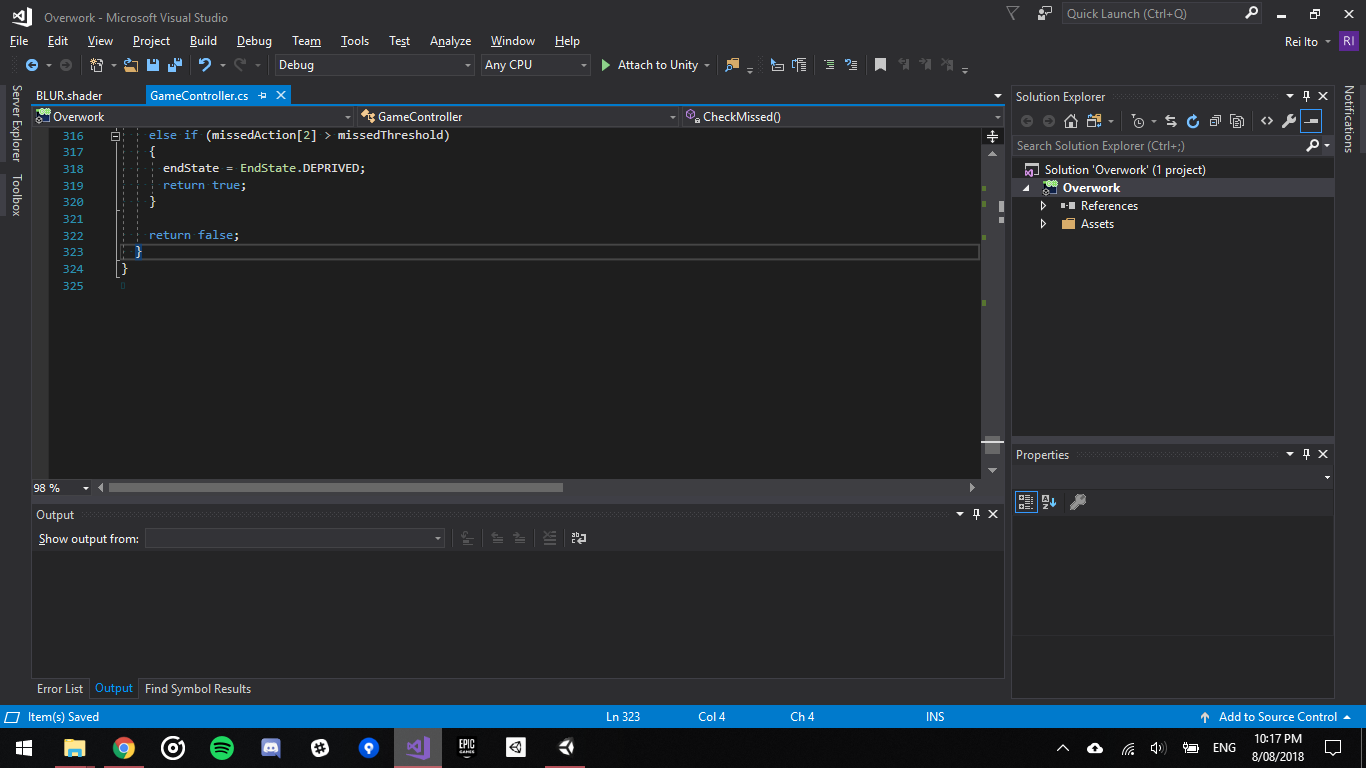 Overwork - Microsoft Visual Studio
Quick Launch (Ctrl+Q)
File Edit View Project Build Debug Team Tools Test Analyze Window Help
Rei Ito RI
Debug Any CPU Attach to Unity
Server Explorer
Toolbox
BLUR.shader GameController.cs
Overwork GameController CheckMissed()
316 else if (missedAction[2] > missedThreshold)
317 {
318 endState = EndState.DEPRIVED;
319 return true;
320 }
321
322 return false;
323 }
324 }
325
98 %
Output
Show output from:
Error List Output Find Symbol Results
Solution Explorer
Search Solution Explorer (Ctrl+;)
Solution 'Overwork' (1 project)
Overwork
References
Assets
Properties
Notifications
Item(s) Saved Ln 323 Col 4 Ch 4 INS Add to Source Control
EPIC GAMES
ENG
10:17 PM
8/08/2018